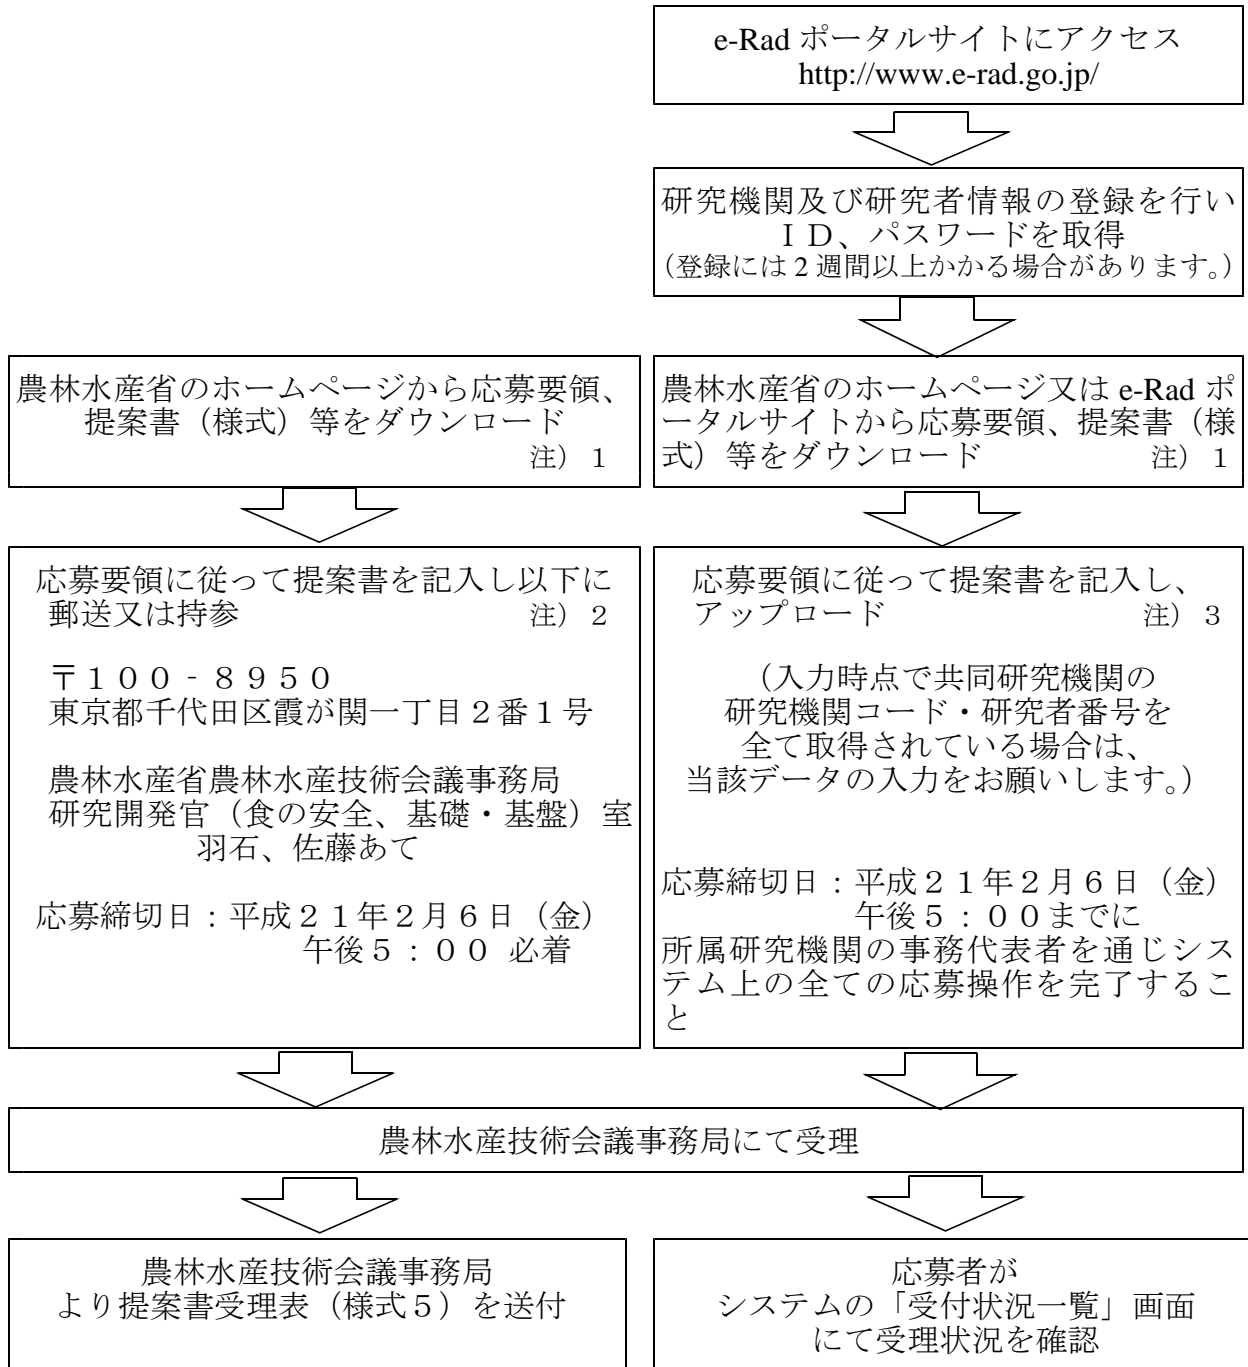 e-Rad ポータルサイトにアクセス
http://www.e-rad.go.jp/
研究機関及び研究者情報の登録を行い
ＩＤ、パスワードを取得
（登録には 2 週間以上かかる場合があります。）
農林水産省のホームページから応募要領、
提案書（様式）等をダウンロード
注）１
農林水産省のホームページ又は e-Rad ポ
ータルサイトから応募要領、提案書（様
式）等をダウンロード 注）１
応募要領に従って提案書を記入し以下に
郵送又は持参 注）２
〒１００‐８９５０
東京都千代田区霞が関一丁目２番１号
農林水産省農林水産技術会議事務局
研究開発官（食の安全、基礎・基盤）室
羽石、佐藤あて
応募締切日：平成２１年２月６日（金）
午後５：００ 必着
応募要領に従って提案書を記入し、
アップロード 注）３
（入力時点で共同研究機関の
研究機関コード・研究者番号を
全て取得されている場合は、
当該データの入力をお願いします。）
応募締切日：平成２１年２月６日（金）
午後５：００までに
所属研究機関の事務代表者を通じシス
テム上の全ての応募操作を完了するこ
と
農林水産技術会議事務局にて受理
農林水産技術会議事務局
より提案書受理表（様式５）を送付
応募者が
システムの「受付状況一覧」画面
にて受理状況を確認